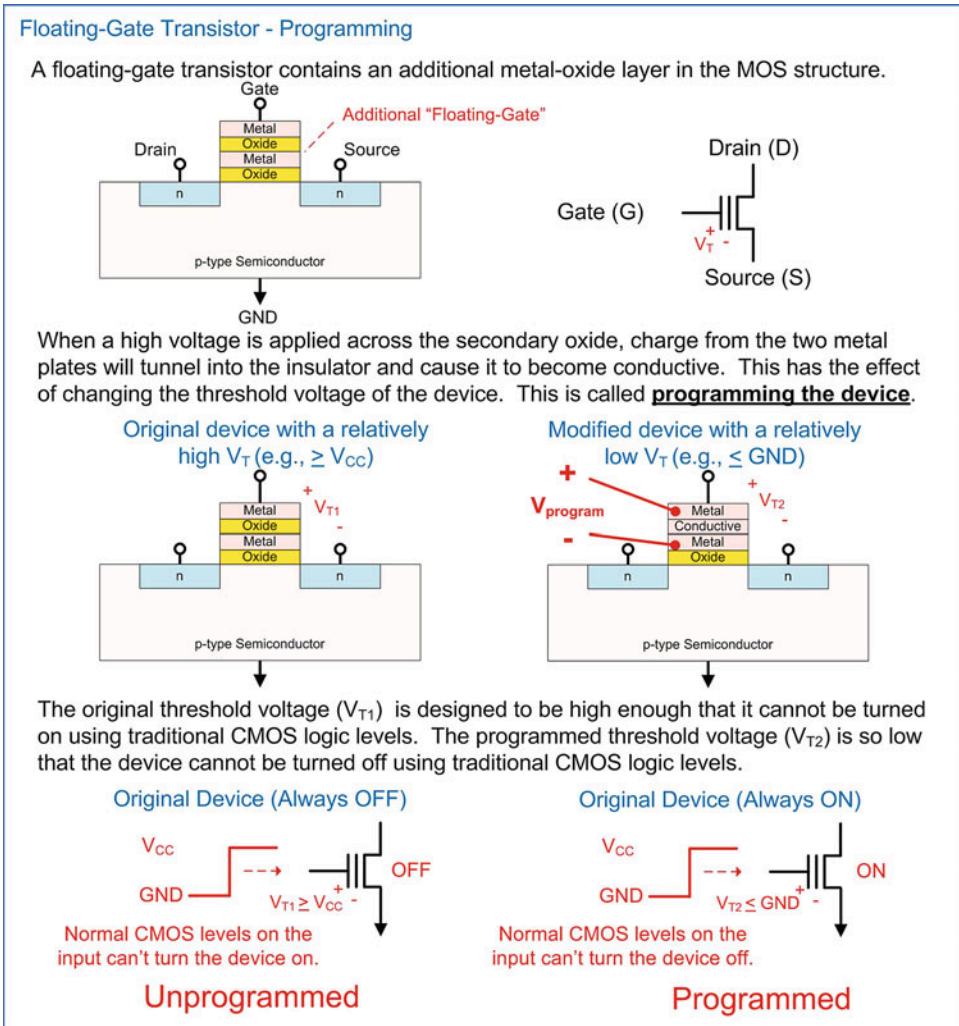 Floating-Gate Transistor - Programming
A floating-gate transistor contains an additional metal-oxide layer in the MOS structure.
Gate
Additional “Floating-Gate”
Metal
Oxide
Metal
Oxide
Drain
Source
n
n
p-type Semiconductor
GND
Drain (D)
Gate (G)
+
V_T -
Source (S)
When a high voltage is applied across the secondary oxide, charge from the two metal
plates will tunnel into the insulator and cause it to become conductive. This has the effect
of changing the threshold voltage of the device. This is called programming the device.
Original device with a relatively
high V_T (e.g., ≥ V_CC)
+
V_T1
-
Metal
Oxide
Metal
Oxide
n
n
p-type Semiconductor
Modified device with a relatively
low V_T (e.g., ≤ GND)
+
V_program
-
+
V_T2
-
Metal
Conductive
Metal
Oxide
n
n
p-type Semiconductor
The original threshold voltage (V_T1) is designed to be high enough that it cannot be turned
on using traditional CMOS logic levels. The programmed threshold voltage (V_T2) is so low
that the device cannot be turned off using traditional CMOS logic levels.
Original Device (Always OFF)
V_CC
GND
OFF
V_T1 ≥ V_CC + -
Normal CMOS levels on the
input can’t turn the device on.
Unprogrammed
Original Device (Always ON)
V_CC
GND
ON
V_T2 ≤ GND + -
Normal CMOS levels on the
input can’t turn the device off.
Programmed